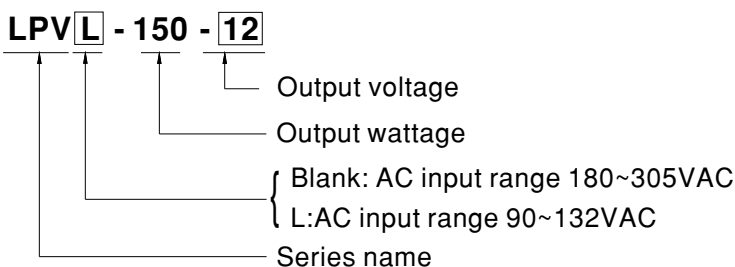 LPVL - 150 - 12
Output voltage
Output wattage
Blank: AC input range 180~305VAC
L:AC input range 90~132VAC
Series name